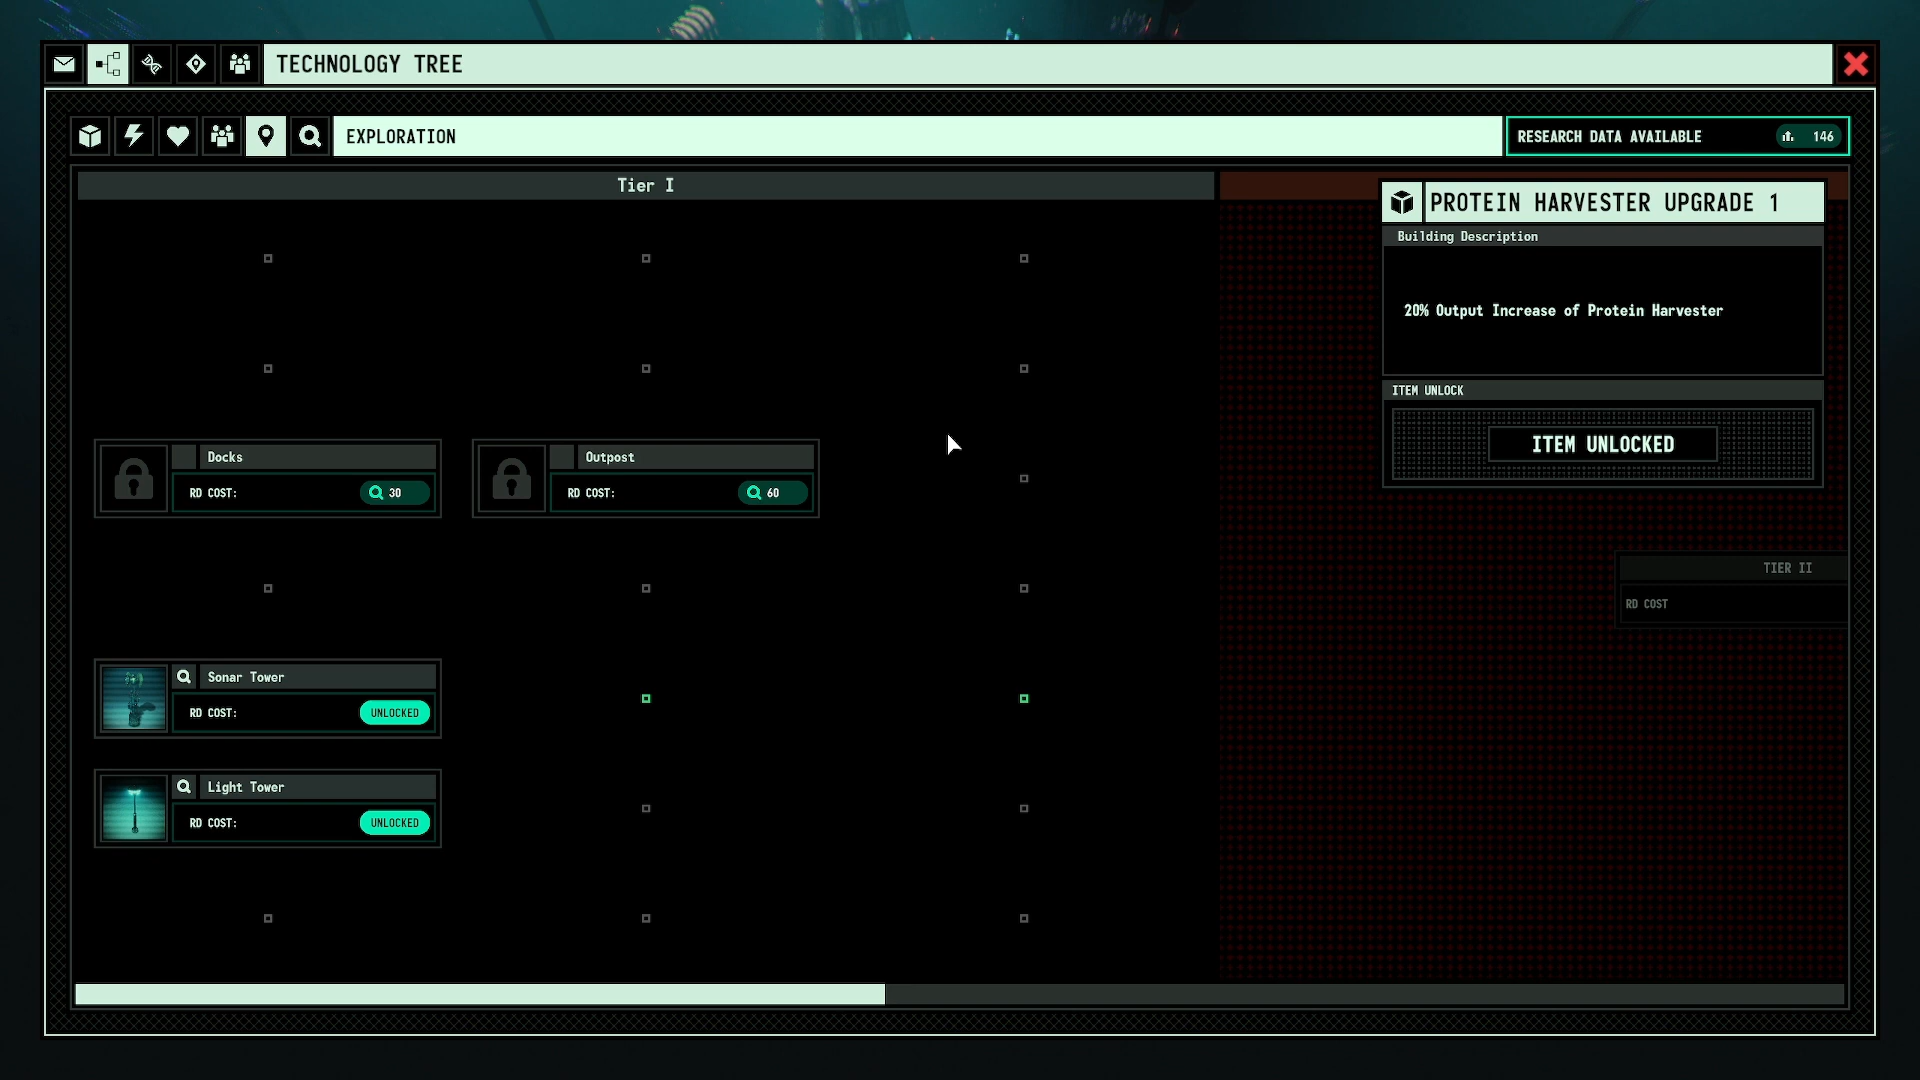 TECHNOLOGY TREE
EXPLORATION
RESEARCH DATA AVAILABLE 146
Tier I
PROTEIN HARVESTER UPGRADE 1
Building Description
20% Output Increase of Protein Harvester
ITEM UNLOCK
ITEM UNLOCKED
Docks
RD COST: 30
Outpost
RD COST: 60
TIER II
RD COST
Sonar Tower
RD COST: UNLOCKED
Light Tower
RD COST: UNLOCKED